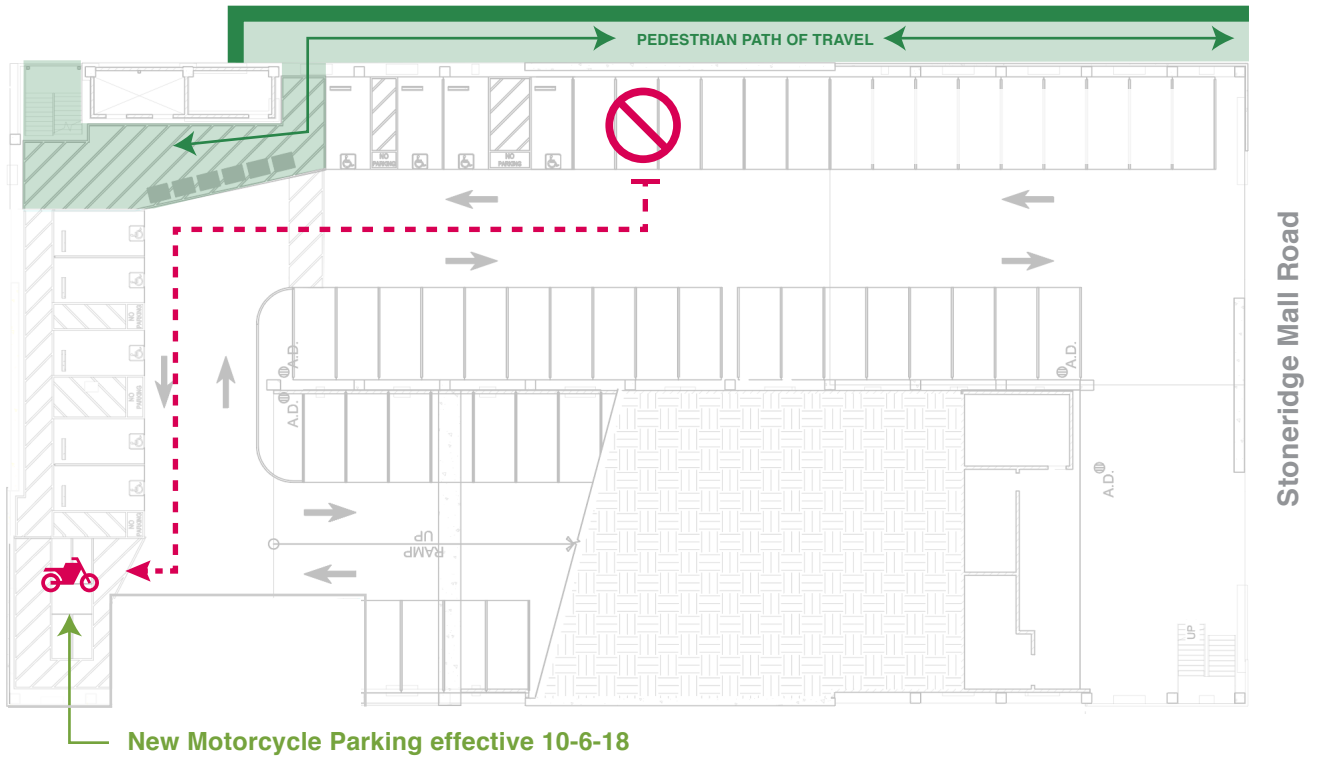 PEDESTRIAN PATH OF TRAVEL
NO
PARKING
NO
PARKING
Stoneridge Mall Road
NO
PARKING
A.D.
A.D.
NO
PARKING
A.D.
A.D.
NO
PARKING
RAMP
UP
UP
New Motorcycle Parking effective 10-6-18